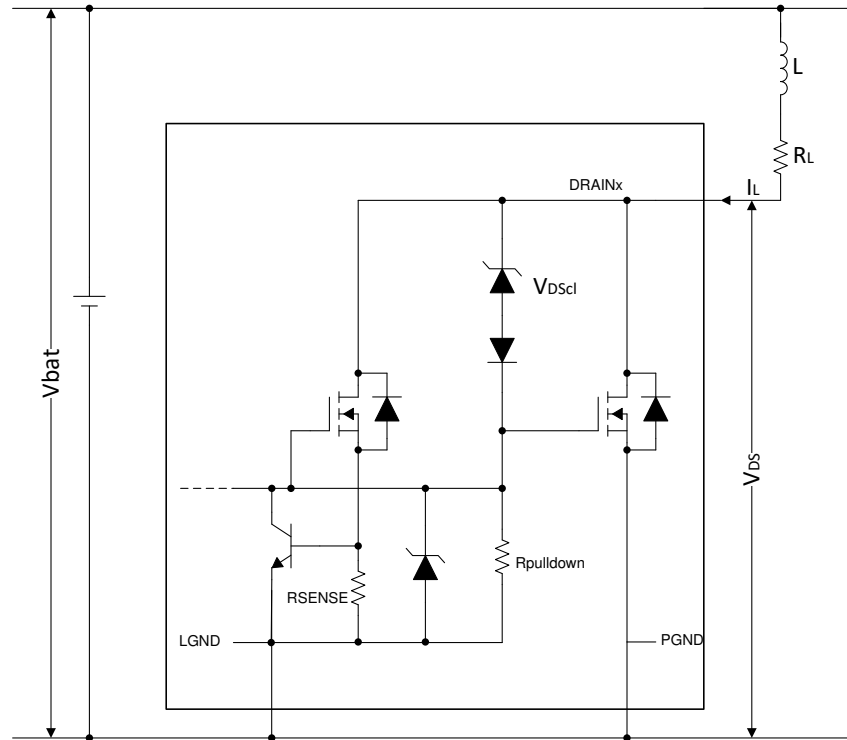 L
RL
DRAINx
IL
VDScl
Vbat
VDS
Rpulldown
RSENSE
LGND
PGND